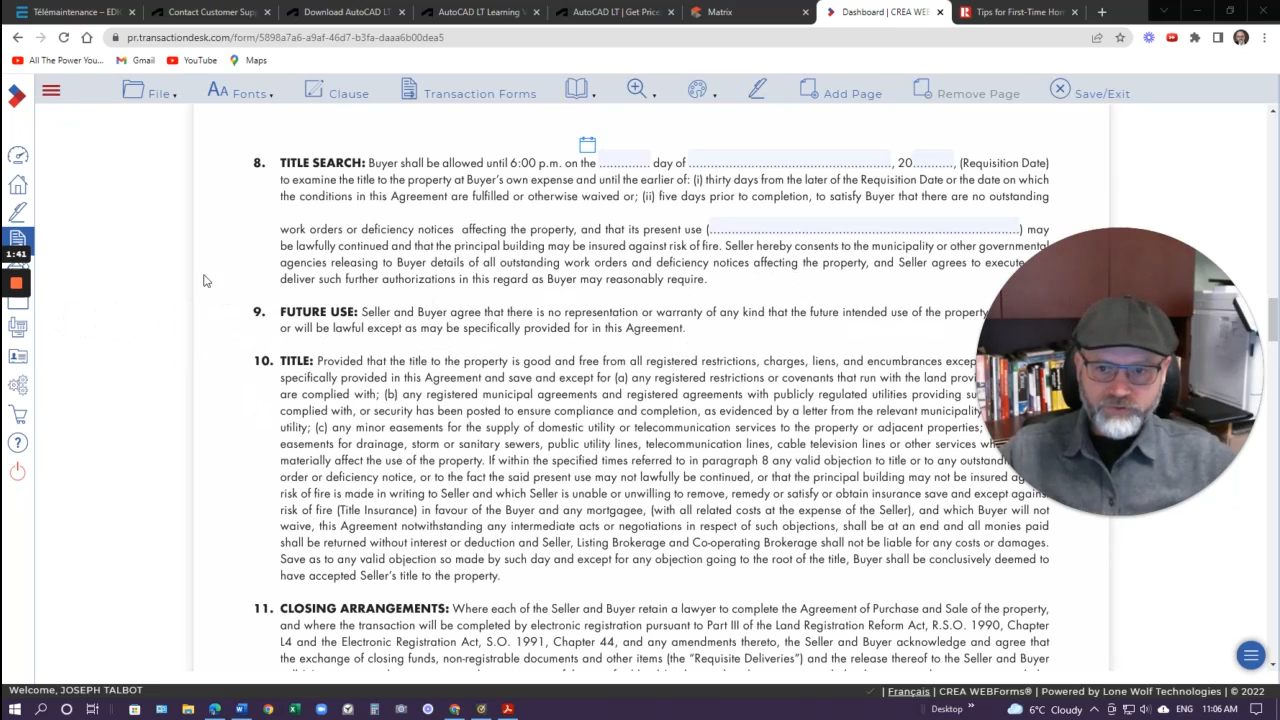 Télémaintenance – EDI
Contact Customer Sup
Download AutoCAD LT
AutoCAD LT Learning V
AutoCAD LT | Get Price
Matrix
Dashboard | CREA WEB
Tips for First-Time Hom
pr.transactiondesk.com/form/5898a7a6-a9af-46d7-b3fa-daaa6b00dea5
All The Power You...
Gmail
YouTube
Maps
File
AA Fonts
Clause
Transaction Forms
Add Page
Remove Page
Save/Exit
8. TITLE SEARCH: Buyer shall be allowed until 6:00 p.m. on the ............. day of ......................................................, 20..........., (Requisition Date)
to examine the title to the property at Buyer's own expense and until the earlier of: (i) thirty days from the later of the Requisition Date or the date on which
the conditions in this Agreement are fulfilled or otherwise waived or; (ii) five days prior to completion, to satisfy Buyer that there are no outstanding
work orders or deficiency notices affecting the property, and that its present use (.....................................................................................) may
be lawfully continued and that the principal building may be insured against risk of fire. Seller hereby consents to the municipality or other governmental
agencies releasing to Buyer details of all outstanding work orders and deficiency notices affecting the property, and Seller agrees to execute
deliver such further authorizations in this regard as Buyer may reasonably require.
9. FUTURE USE: Seller and Buyer agree that there is no representation or warranty of any kind that the future intended use of the property
or will be lawful except as may be specifically provided for in this Agreement.
10. TITLE: Provided that the title to the property is good and free from all registered restrictions, charges, liens, and encumbrances excep
specifically provided in this Agreement and save and except for (a) any registered restrictions or covenants that run with the land provi
are complied with; (b) any registered municipal agreements and registered agreements with publicly regulated utilities providing su
complied with, or security has been posted to ensure compliance and completion, as evidenced by a letter from the relevant municipality
utility; (c) any minor easements for the supply of domestic utility or telecommunication services to the property or adjacent properties;
easements for drainage, storm or sanitary sewers, public utility lines, telecommunication lines, cable television lines or other services wh
materially affect the use of the property. If within the specified times referred to in paragraph 8 any valid objection to title or to any outstand
order or deficiency notice, or to the fact the said present use may not lawfully be continued, or that the principal building may not be insured ag
risk of fire is made in writing to Seller and which Seller is unable or unwilling to remove, remedy or satisfy or obtain insurance save and except against
risk of fire (Title Insurance) in favour of the Buyer and any mortgagee, (with all related costs at the expense of the Seller), and which Buyer will not
waive, this Agreement notwithstanding any intermediate acts or negotiations in respect of such objections, shall be at an end and all monies paid
shall be returned without interest or deduction and Seller, Listing Brokerage and Co-operating Brokerage shall not be liable for any costs or damages.
Save as to any valid objection so made by such day and except for any objection going to the root of the title, Buyer shall be conclusively deemed to
have accepted Seller's title to the property.
11. CLOSING ARRANGEMENTS: Where each of the Seller and Buyer retain a lawyer to complete the Agreement of Purchase and Sale of the property,
and where the transaction will be completed by electronic registration pursuant to Part III of the Land Registration Reform Act, R.S.O. 1990, Chapter
L4 and the Electronic Registration Act, S.O. 1991, Chapter 44, and any amendments thereto, the Seller and Buyer acknowledge and agree that
the exchange of closing funds, non-registrable documents and other items (the "Requisite Deliveries") and the release thereof to the Seller and Buyer
1:41
Welcome, JOSEPH TALBOT
| Français | CREA WEBForms® | Powered by Lone Wolf Technologies | © 2022
Desktop
6°C Cloudy
ENG
11:06 AM